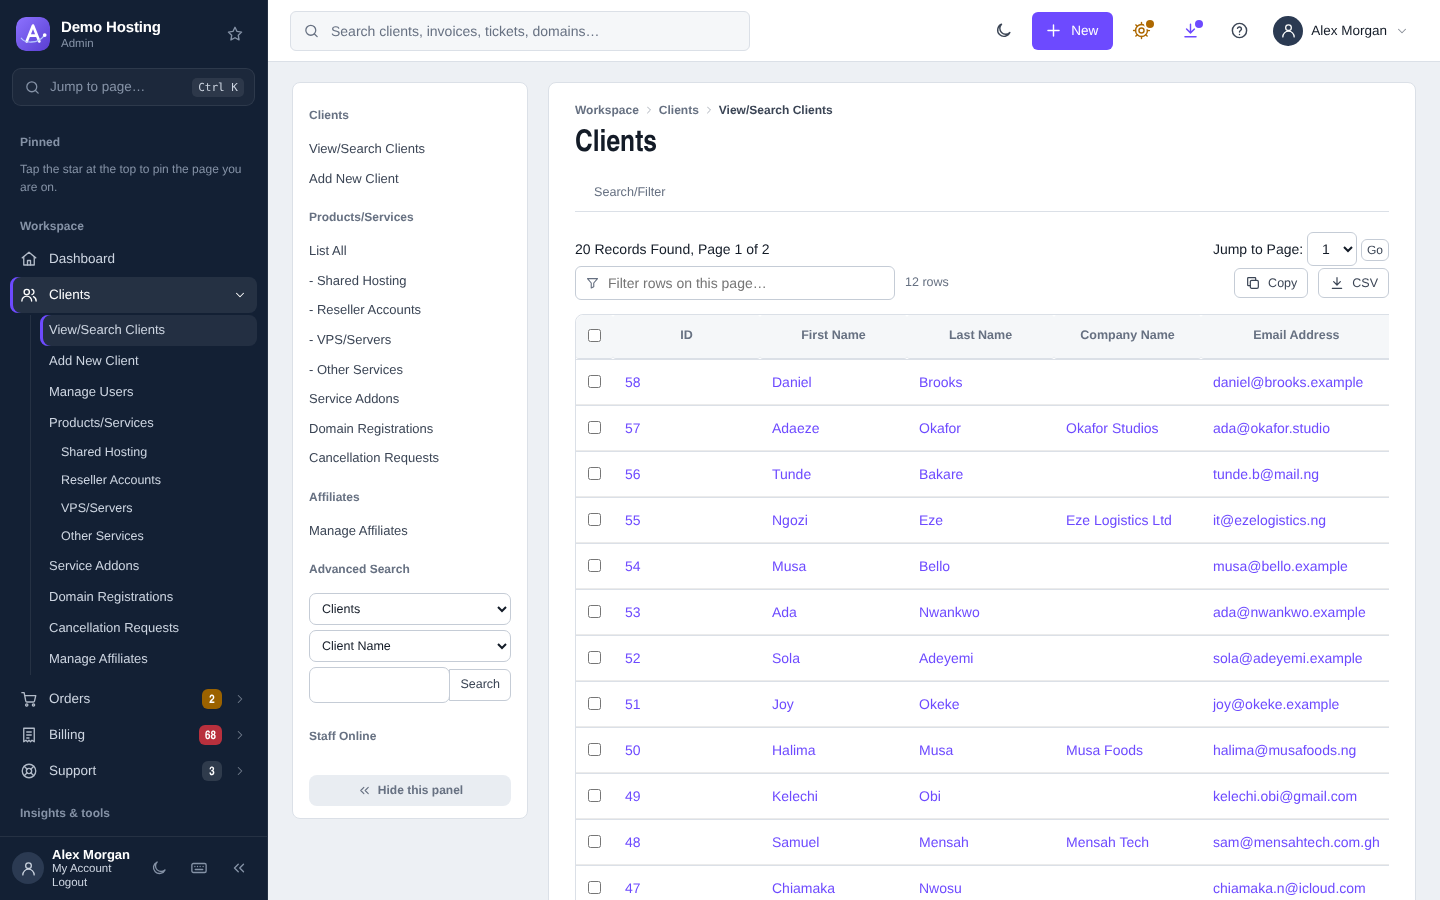 Demo Hosting
Admin
Jump to page…
Ctrl K
Pinned
Tap the star at the top to pin the page you
are on.
Workspace
Dashboard
Clients
View/Search Clients
Add New Client
Manage Users
Products/Services
Shared Hosting
Reseller Accounts
VPS/Servers
Other Services
Service Addons
Domain Registrations
Cancellation Requests
Manage Affiliates
Orders 2
Billing 68
Support 3
Insights & tools
Alex Morgan
My Account
Logout
Search clients, invoices, tickets, domains…
New
Alex Morgan
Clients
View/Search Clients
Add New Client
Products/Services
List All
- Shared Hosting
- Reseller Accounts
- VPS/Servers
- Other Services
Service Addons
Domain Registrations
Cancellation Requests
Affiliates
Manage Affiliates
Advanced Search
Clients
Client Name
Search
Staff Online
Hide this panel
Workspace Clients View/Search Clients
Clients
Search/Filter
20 Records Found, Page 1 of 2
Jump to Page: 1 Go
Filter rows on this page…
12 rows
Copy
CSV
ID First Name Last Name Company Name Email Address
58 Daniel Brooks daniel@brooks.example
57 Adaeze Okafor Okafor Studios ada@okafor.studio
56 Tunde Bakare tunde.b@mail.ng
55 Ngozi Eze Eze Logistics Ltd it@ezelogistics.ng
54 Musa Bello musa@bello.example
53 Ada Nwankwo ada@nwankwo.example
52 Sola Adeyemi sola@adeyemi.example
51 Joy Okeke joy@okeke.example
50 Halima Musa Musa Foods halima@musafoods.ng
49 Kelechi Obi kelechi.obi@gmail.com
48 Samuel Mensah Mensah Tech sam@mensahtech.com.gh
47 Chiamaka Nwosu chiamaka.n@icloud.com